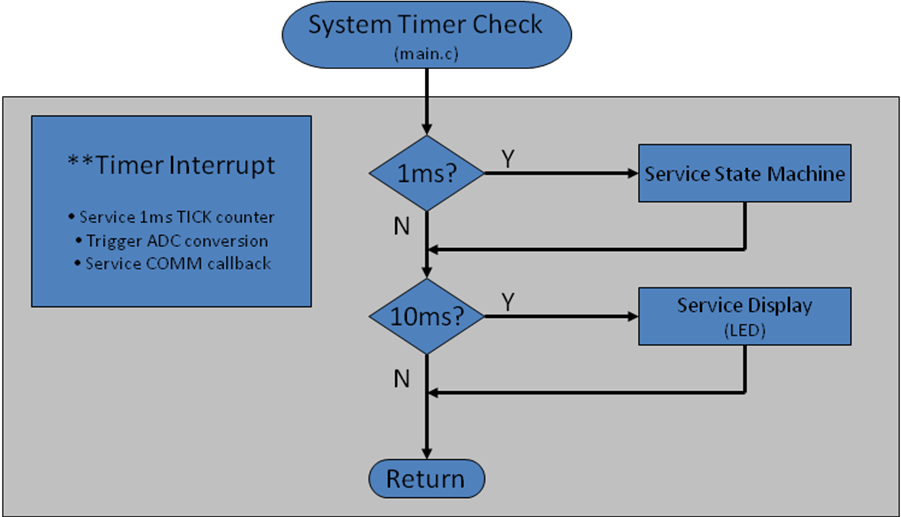 System Timer Check
(main.c)
**Timer Interrupt
• Service 1ms TICK counter
• Trigger ADC conversion
• Service COMM callback
1ms?
Y
Service State Machine
N
10ms?
Y
Service Display
(LED)
N
Return